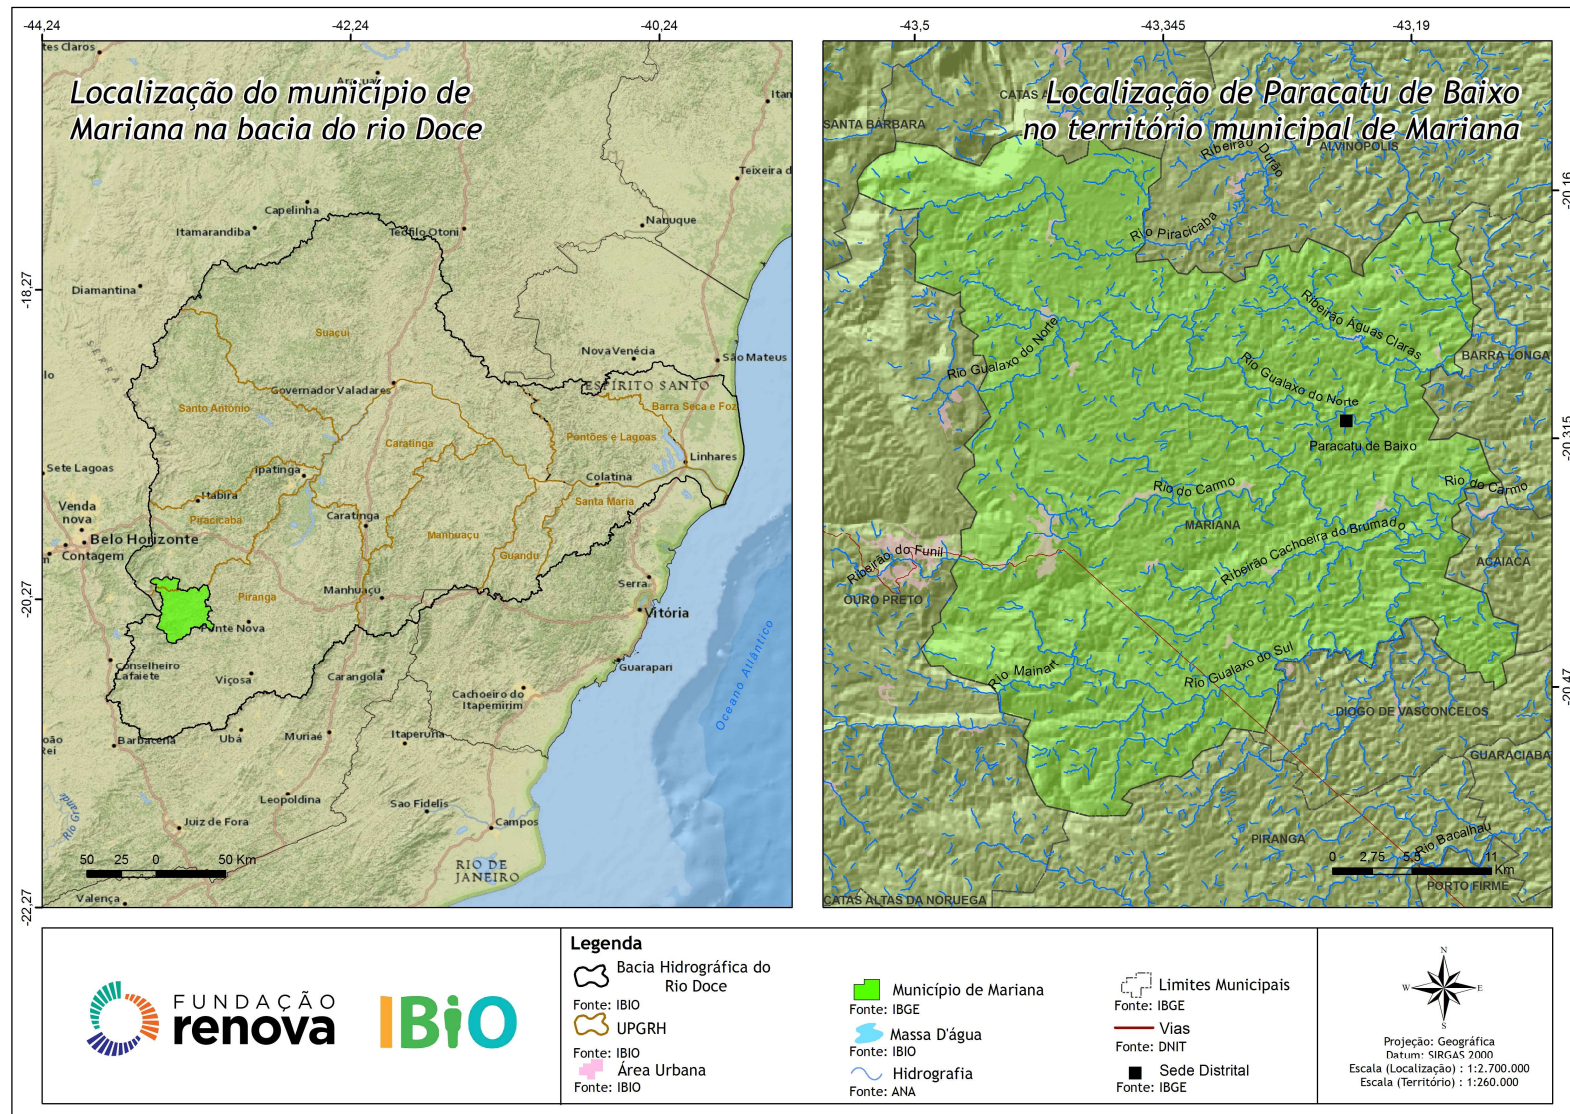 -44,24
-42,24
-40,24
-43,5
-43,345
-43,19
Localização do município de
Mariana na bacia do rio Doce
tes Claros
Araçuaí
Itan
Teixeira d
Capelinha
Nanuque
Itamarandiba
Teófilo Otoni
-18,27
Diamantina
SERRA
Suaçuí
Nova Venécia
São Mateus
lo
Governador Valadares
ESPÍRITO SANTO
Santo Antônio
Barra Seca e Foz
Caratinga
Pontões e Lagoas
Sete Lagoas
Ipatinga
Linhares
Colatina
Itabira
Santa Maria
Venda
nova
Piracicaba
Caratinga
Belo Horizonte
Manhuaçu
Contagem
Guandu
Serra
-20,27
Piranga
Manhuaçu
Vitória
Ponte Nova
Conselheiro
Lafaiete
Guarapari
Viçosa
Carangola
Cachoeiro do
Itapemirim
Oceano Atlântico
oão
Rei
Barbacena
Ubá
Muriaé
Itaperuna
Leopoldina
Sao Fidelis
Rio Grande
Juiz de Fora
Campos
50 25 0 50 Km
RIO DE
JANEIRO
Valença
-22,27
Localização de Paracatu de Baixo
no território municipal de Mariana
CATAS A
SANTA BÁRBARA
ALVINÓPOLIS
Ribeirão Durão
-20,16
Rio Piracicaba
Ribeirão Águas Claras
Rio Gualaxo do Norte
BARRA LONGA
Rio Gualaxo do Norte
Paracatu de Baixo
-20,315
Rio do Carmo
Rio do Carmo
MARIANA
Ribeirão Cachoeira do Brumado
Ribeirão do Funil
ACAIACA
OURO PRETO
Rio Mainart
Rio Gualaxo do Sul
-20,47
DIOGO DE VASCONCELOS
GUARACIABA
PIRANGA
Rio Bacalhau
0 2,75 5,5 11
Km
PORTO FIRME
CATAS ALTAS DA NORUEGA
FUNDAÇÃO
renova
IBiO
Legenda
Bacia Hidrográfica do
Rio Doce
Fonte: IBIO
UPGRH
Fonte: IBIO
Área Urbana
Fonte: IBIO
Município de Mariana
Fonte: IBGE
Massa D'água
Fonte: IBIO
Hidrografia
Fonte: ANA
Limites Municipais
Fonte: IBGE
Vias
Fonte: DNIT
Sede Distrital
Fonte: IBGE
N
W E
S
Projeção: Geográfica
Datum: SIRGAS 2000
Escala (Localização) : 1:2.700.000
Escala (Território) : 1:260.000